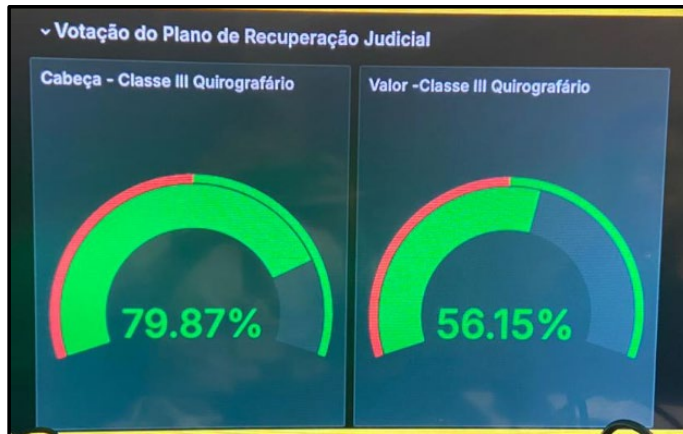 Votação do Plano de Recuperação Judicial
Cabeça - Classe III Quirografário
Valor -Classe III Quirografário
79.87%
56.15%